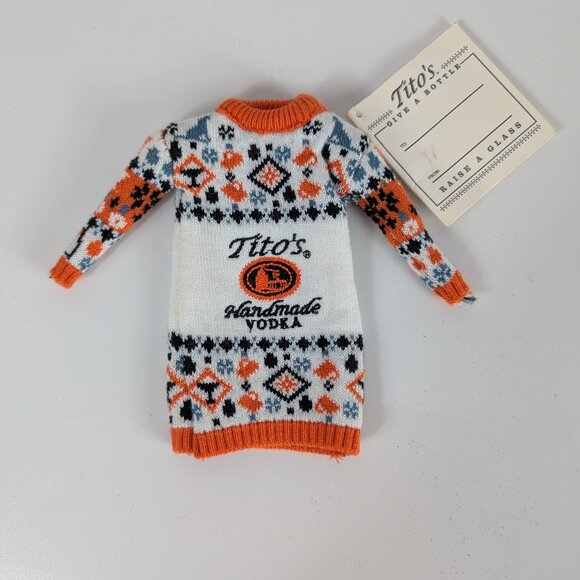 Tito's®
Handmade
VODKA
Tito's.
GIVE A BOTTLE
TO
FROM
RAISE A GLASS